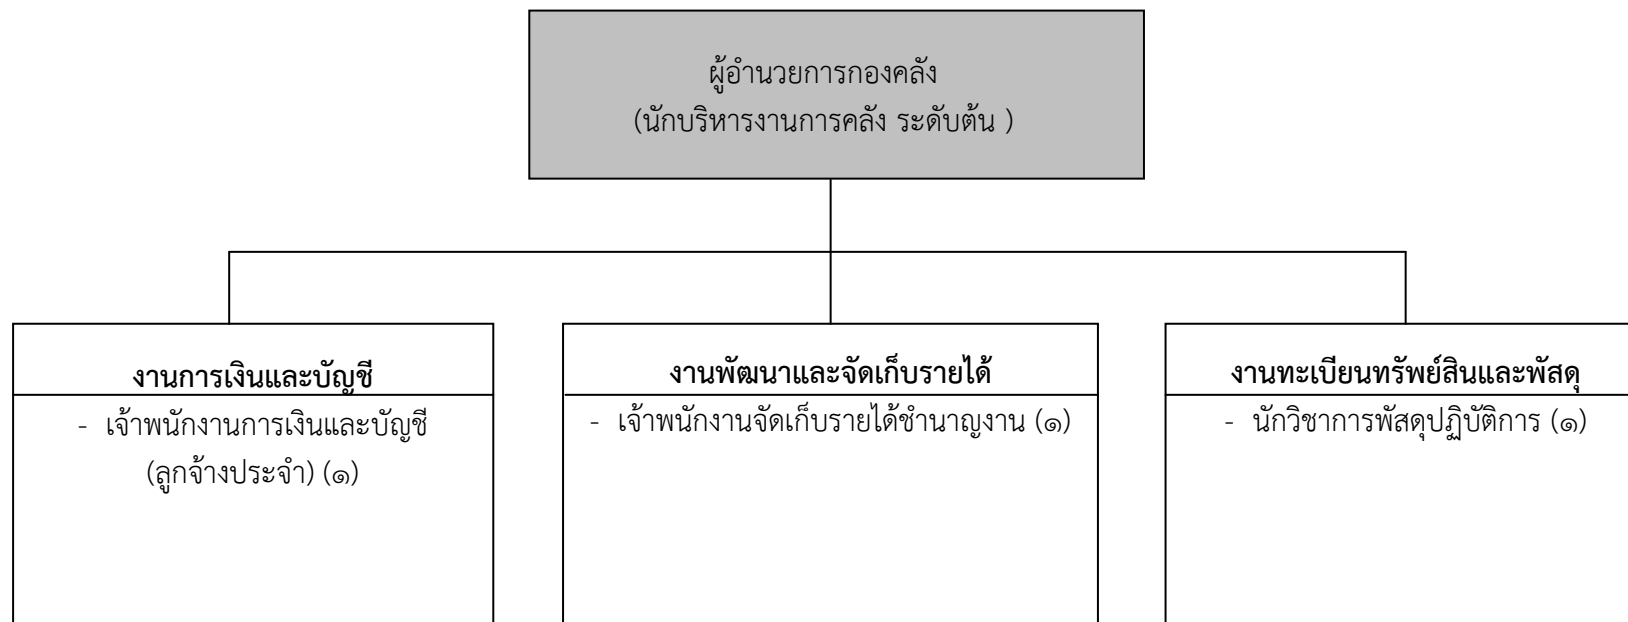 ผู้อำนวยการกองคลัง
(นักบริหารงานการคลัง ระดับต้น )
งานการเงินและบัญชี
- เจ้าพนักงานการเงินและบัญชี
(ลูกจ้างประจำ) (๑)
งานพัฒนาและจัดเก็บรายได้
- เจ้าพนักงานจัดเก็บรายได้ชำนาญงาน (๑)
งานทะเบียนทรัพย์สินและพัสดุ
- นักวิชาการพัสดุปฏิบัติการ (๑)